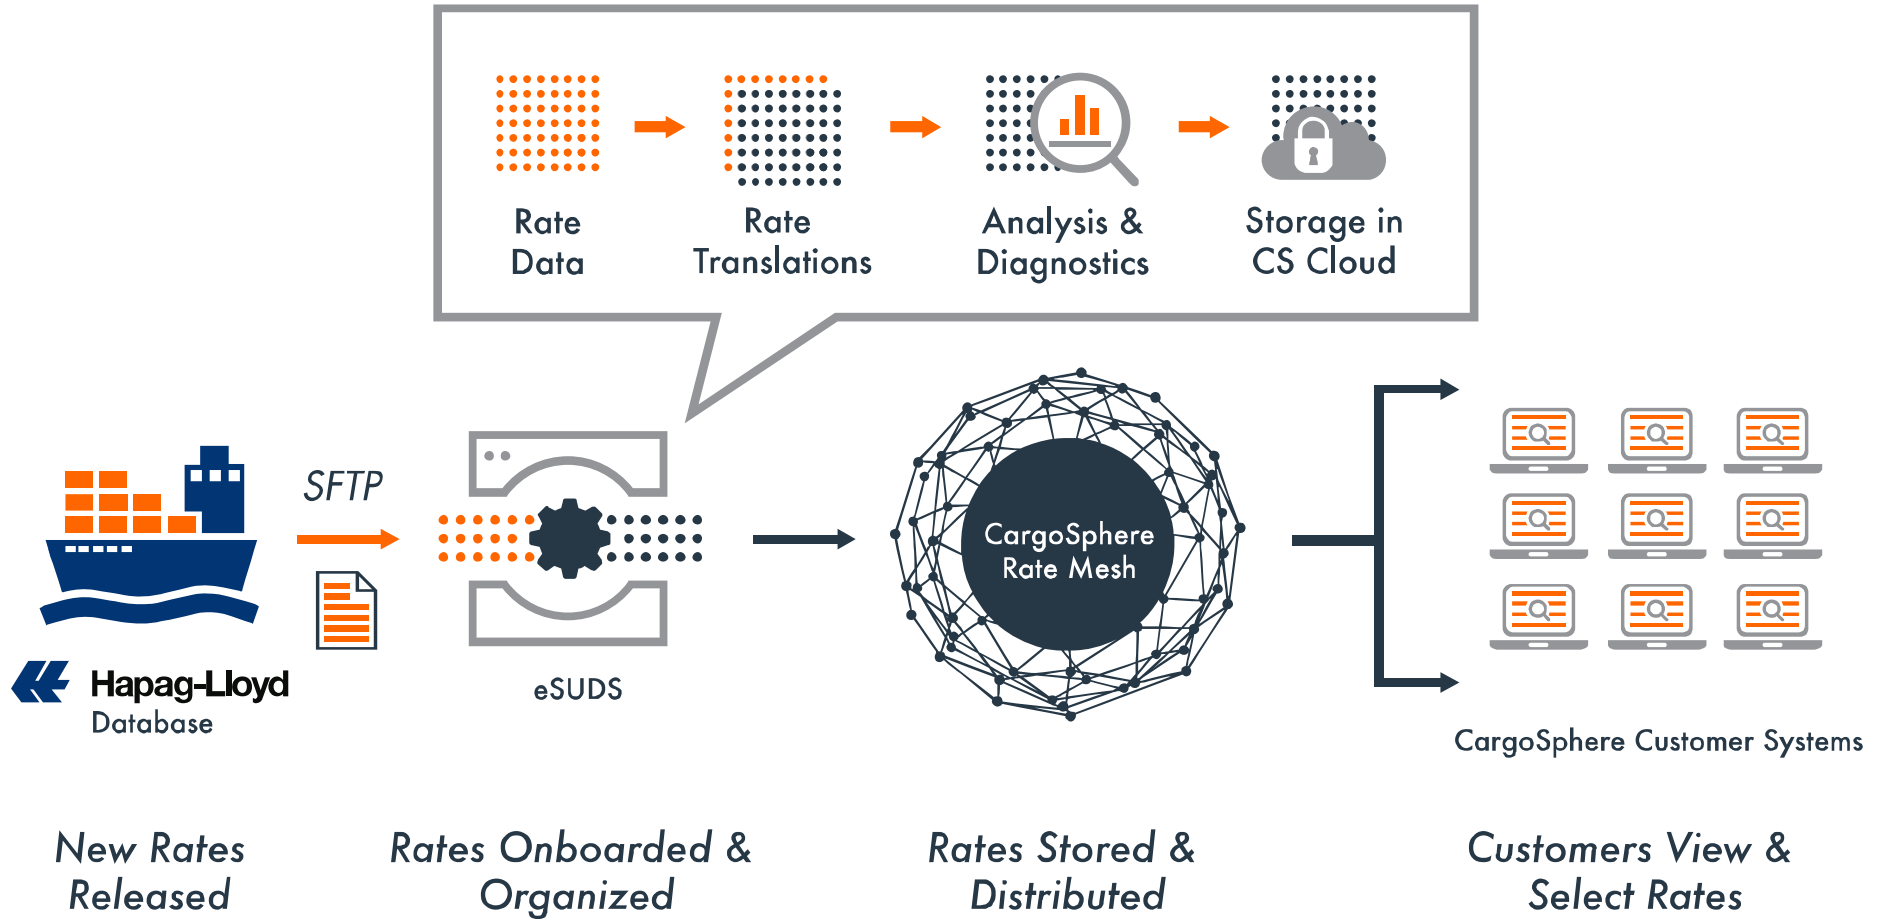 Rate
Data
Rate
Translations
Analysis &
Diagnostics
Storage in
CS Cloud
SFTP
Hapag-Lloyd
Database
eSUDS
CargoSphere
Rate Mesh
CargoSphere Customer Systems
New Rates
Released
Rates Onboarded &
Organized
Rates Stored &
Distributed
Customers View &
Select Rates